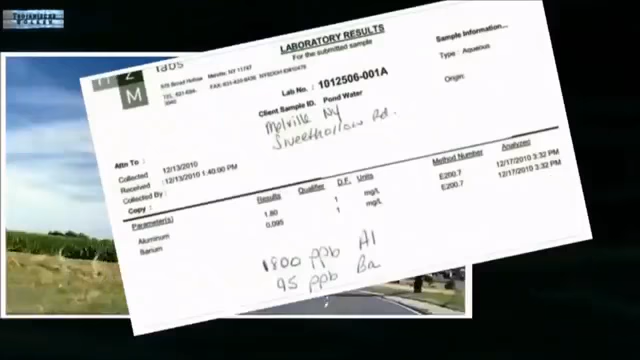 LABORATORY RESULTS
For the submitted sample
Sample Information...
Type : Aqueous
Origin:
labs
Melville, NY 11747
Lab No. : 1012506-001A
Client Sample ID. Pond Water
Melville Ny
Sweethollow Rd.
Attn To :
Collected : 12/13/2010
Received : 12/13/2010 1:40:00 PM
Collected By :
Copy :
Parameter(s) Results Qualifier D.F. Units Method Number Analyzed
Aluminum 1.80 1 mg/L E200.7 12/17/2010 3:32 PM
Barium 0.095 1 mg/L E200.7 12/17/2010 3:32 PM
1800 ppb Al
95 ppb Ba